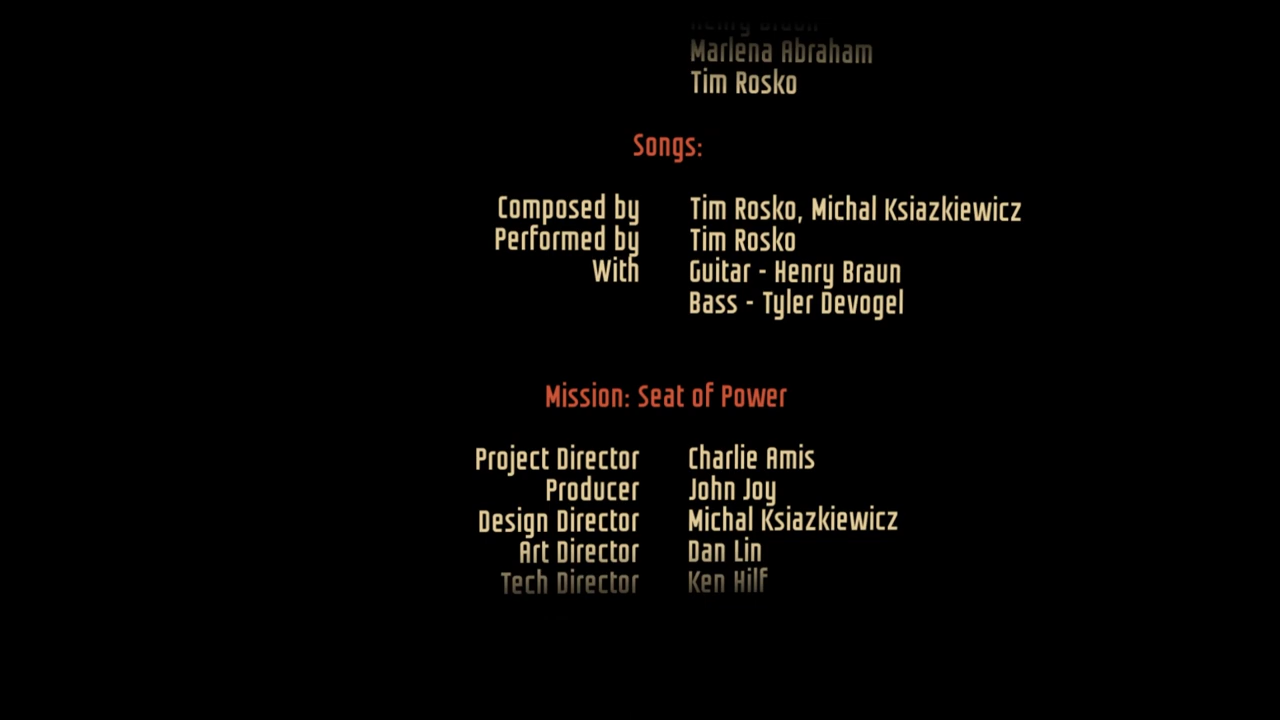 Marlena Abraham
Tim Rosko
Songs:
Composed by Tim Rosko, Michal Ksiazkiewicz
Performed by Tim Rosko
With Guitar - Henry Braun
Bass - Tyler Devogel
Mission: Seat of Power
Project Director Charlie Amis
Producer John Joy
Design Director Michal Ksiazkiewicz
Art Director Dan Lin
Tech Director Ken Hilf